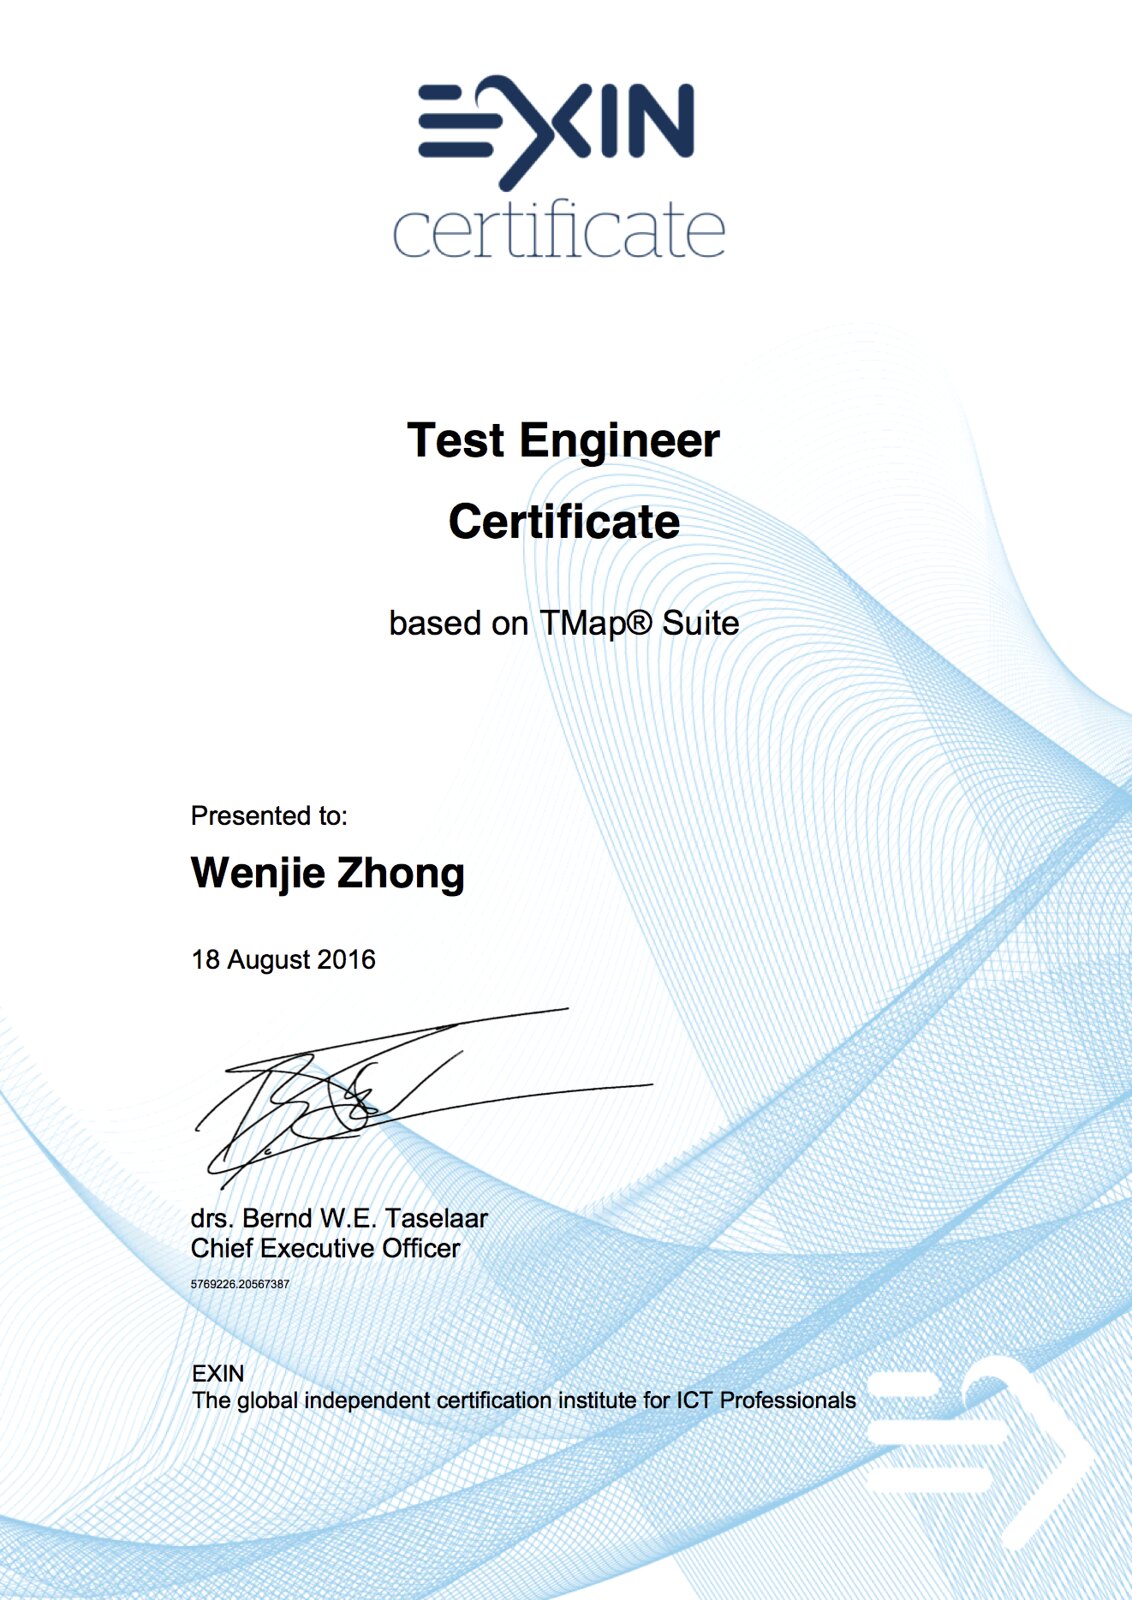 EXIN
certificate
Test Engineer
Certificate
based on TMap® Suite
Presented to:
Wenjie Zhong
18 August 2016
drs. Bernd W.E. Taselaar
Chief Executive Officer
5769226.20567387
EXIN
The global independent certification institute for ICT Professionals